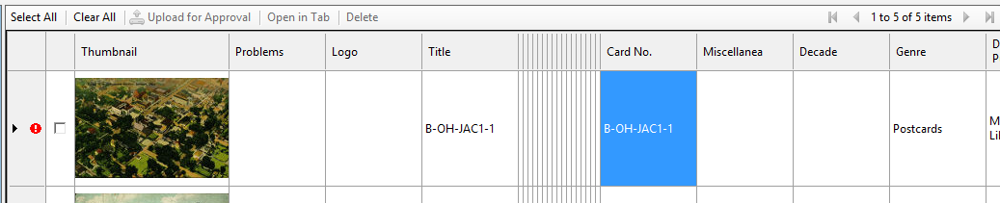 Select All Clear All Upload for Approval Open in Tab Delete 1 to 5 of 5 items
Thumbnail Problems Logo Title Card No. Miscellanea Decade Genre D
P
B-OH-JAC1-1 B-OH-JAC1-1 Postcards M
Lil